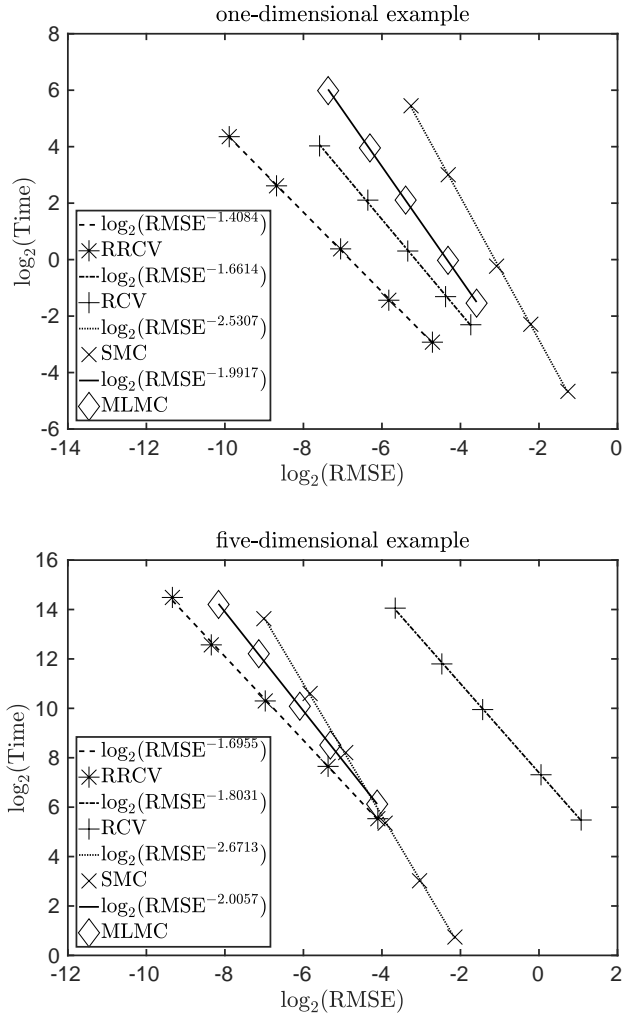 one-dimensional example
8
6
4
2
0
-2
-4
-6
log₂(Time)
log₂(RMSE⁻¹·⁴⁰⁸⁴)
RRCV
log₂(RMSE⁻¹·⁶⁶¹⁴)
RCV
log₂(RMSE⁻²·⁵³⁰⁷)
SMC
log₂(RMSE⁻¹·⁹⁹¹⁷)
MLMC
-14 -12 -10 -8 -6 -4 -2 0
log₂(RMSE)
five-dimensional example
16
14
12
10
8
6
4
2
0
log₂(Time)
log₂(RMSE⁻¹·⁶⁹⁵⁵)
RRCV
log₂(RMSE⁻¹·⁸⁰³¹)
RCV
log₂(RMSE⁻²·⁶⁷¹³)
SMC
log₂(RMSE⁻²·⁰⁰⁵⁷)
MLMC
-12 -10 -8 -6 -4 -2 0 2
log₂(RMSE)